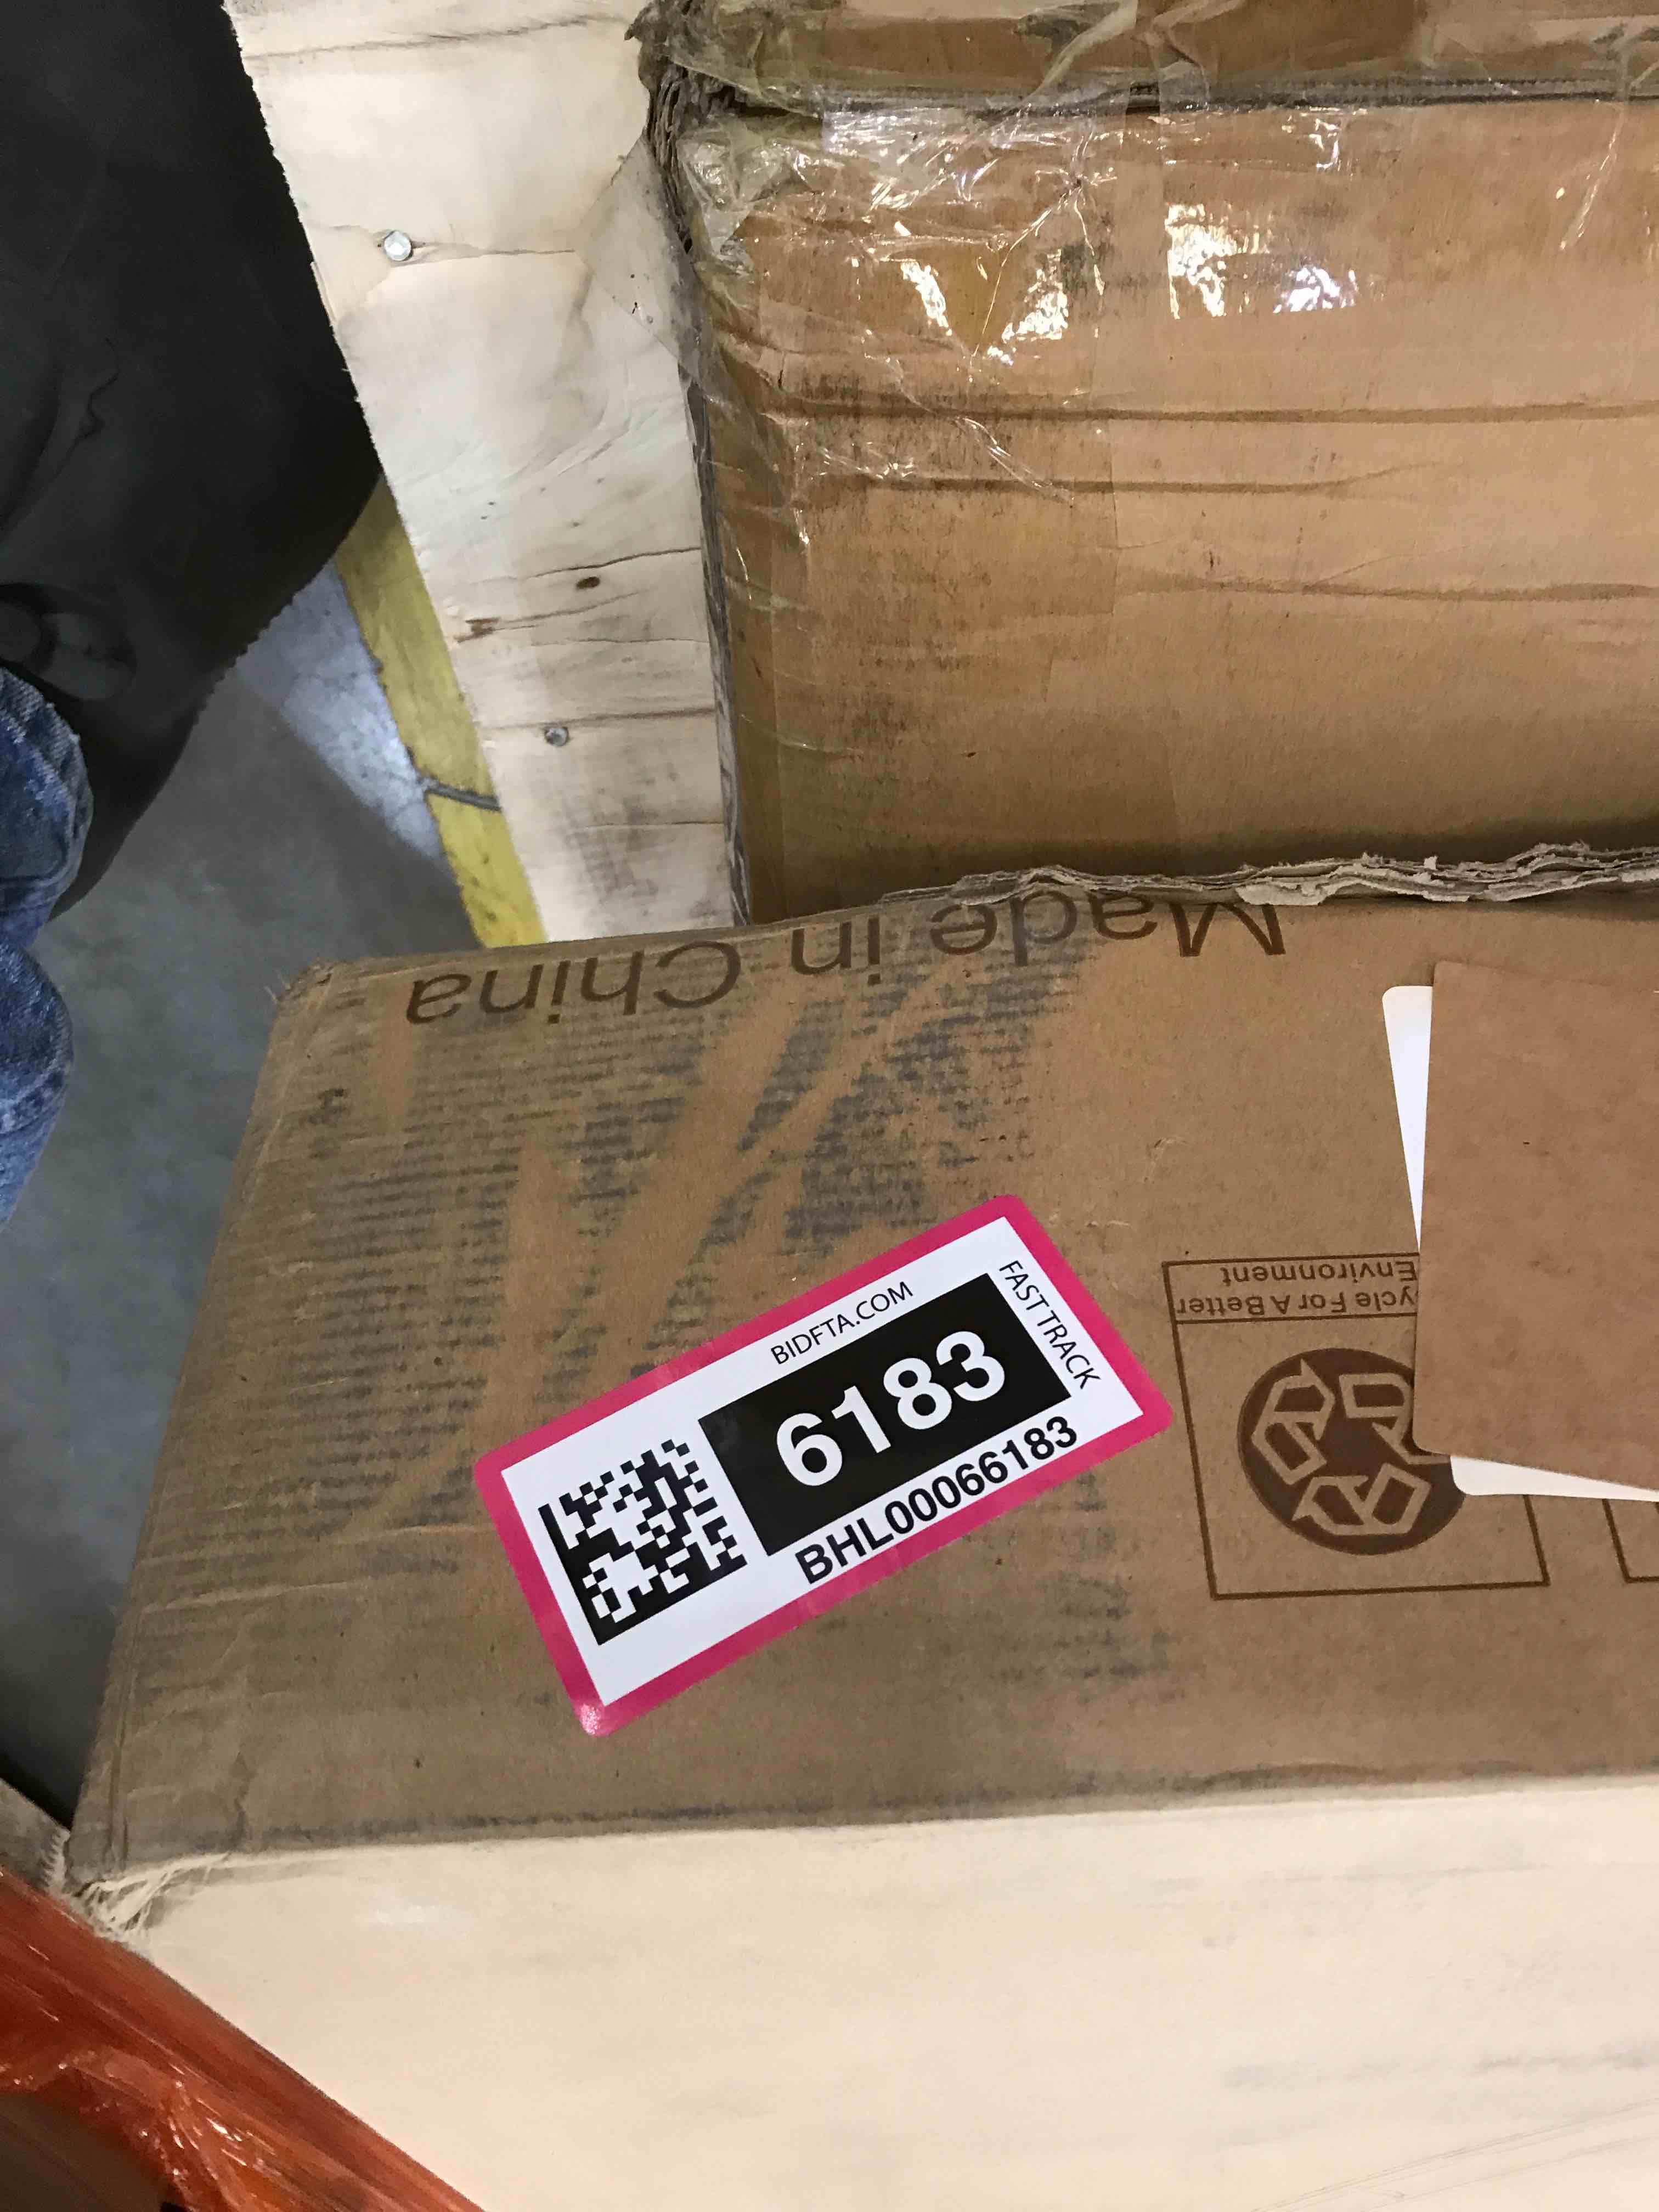 Made in China
BIDFTA.COM
FAST TRACK
6183
BHL00066183
ycle For A Better
Environment